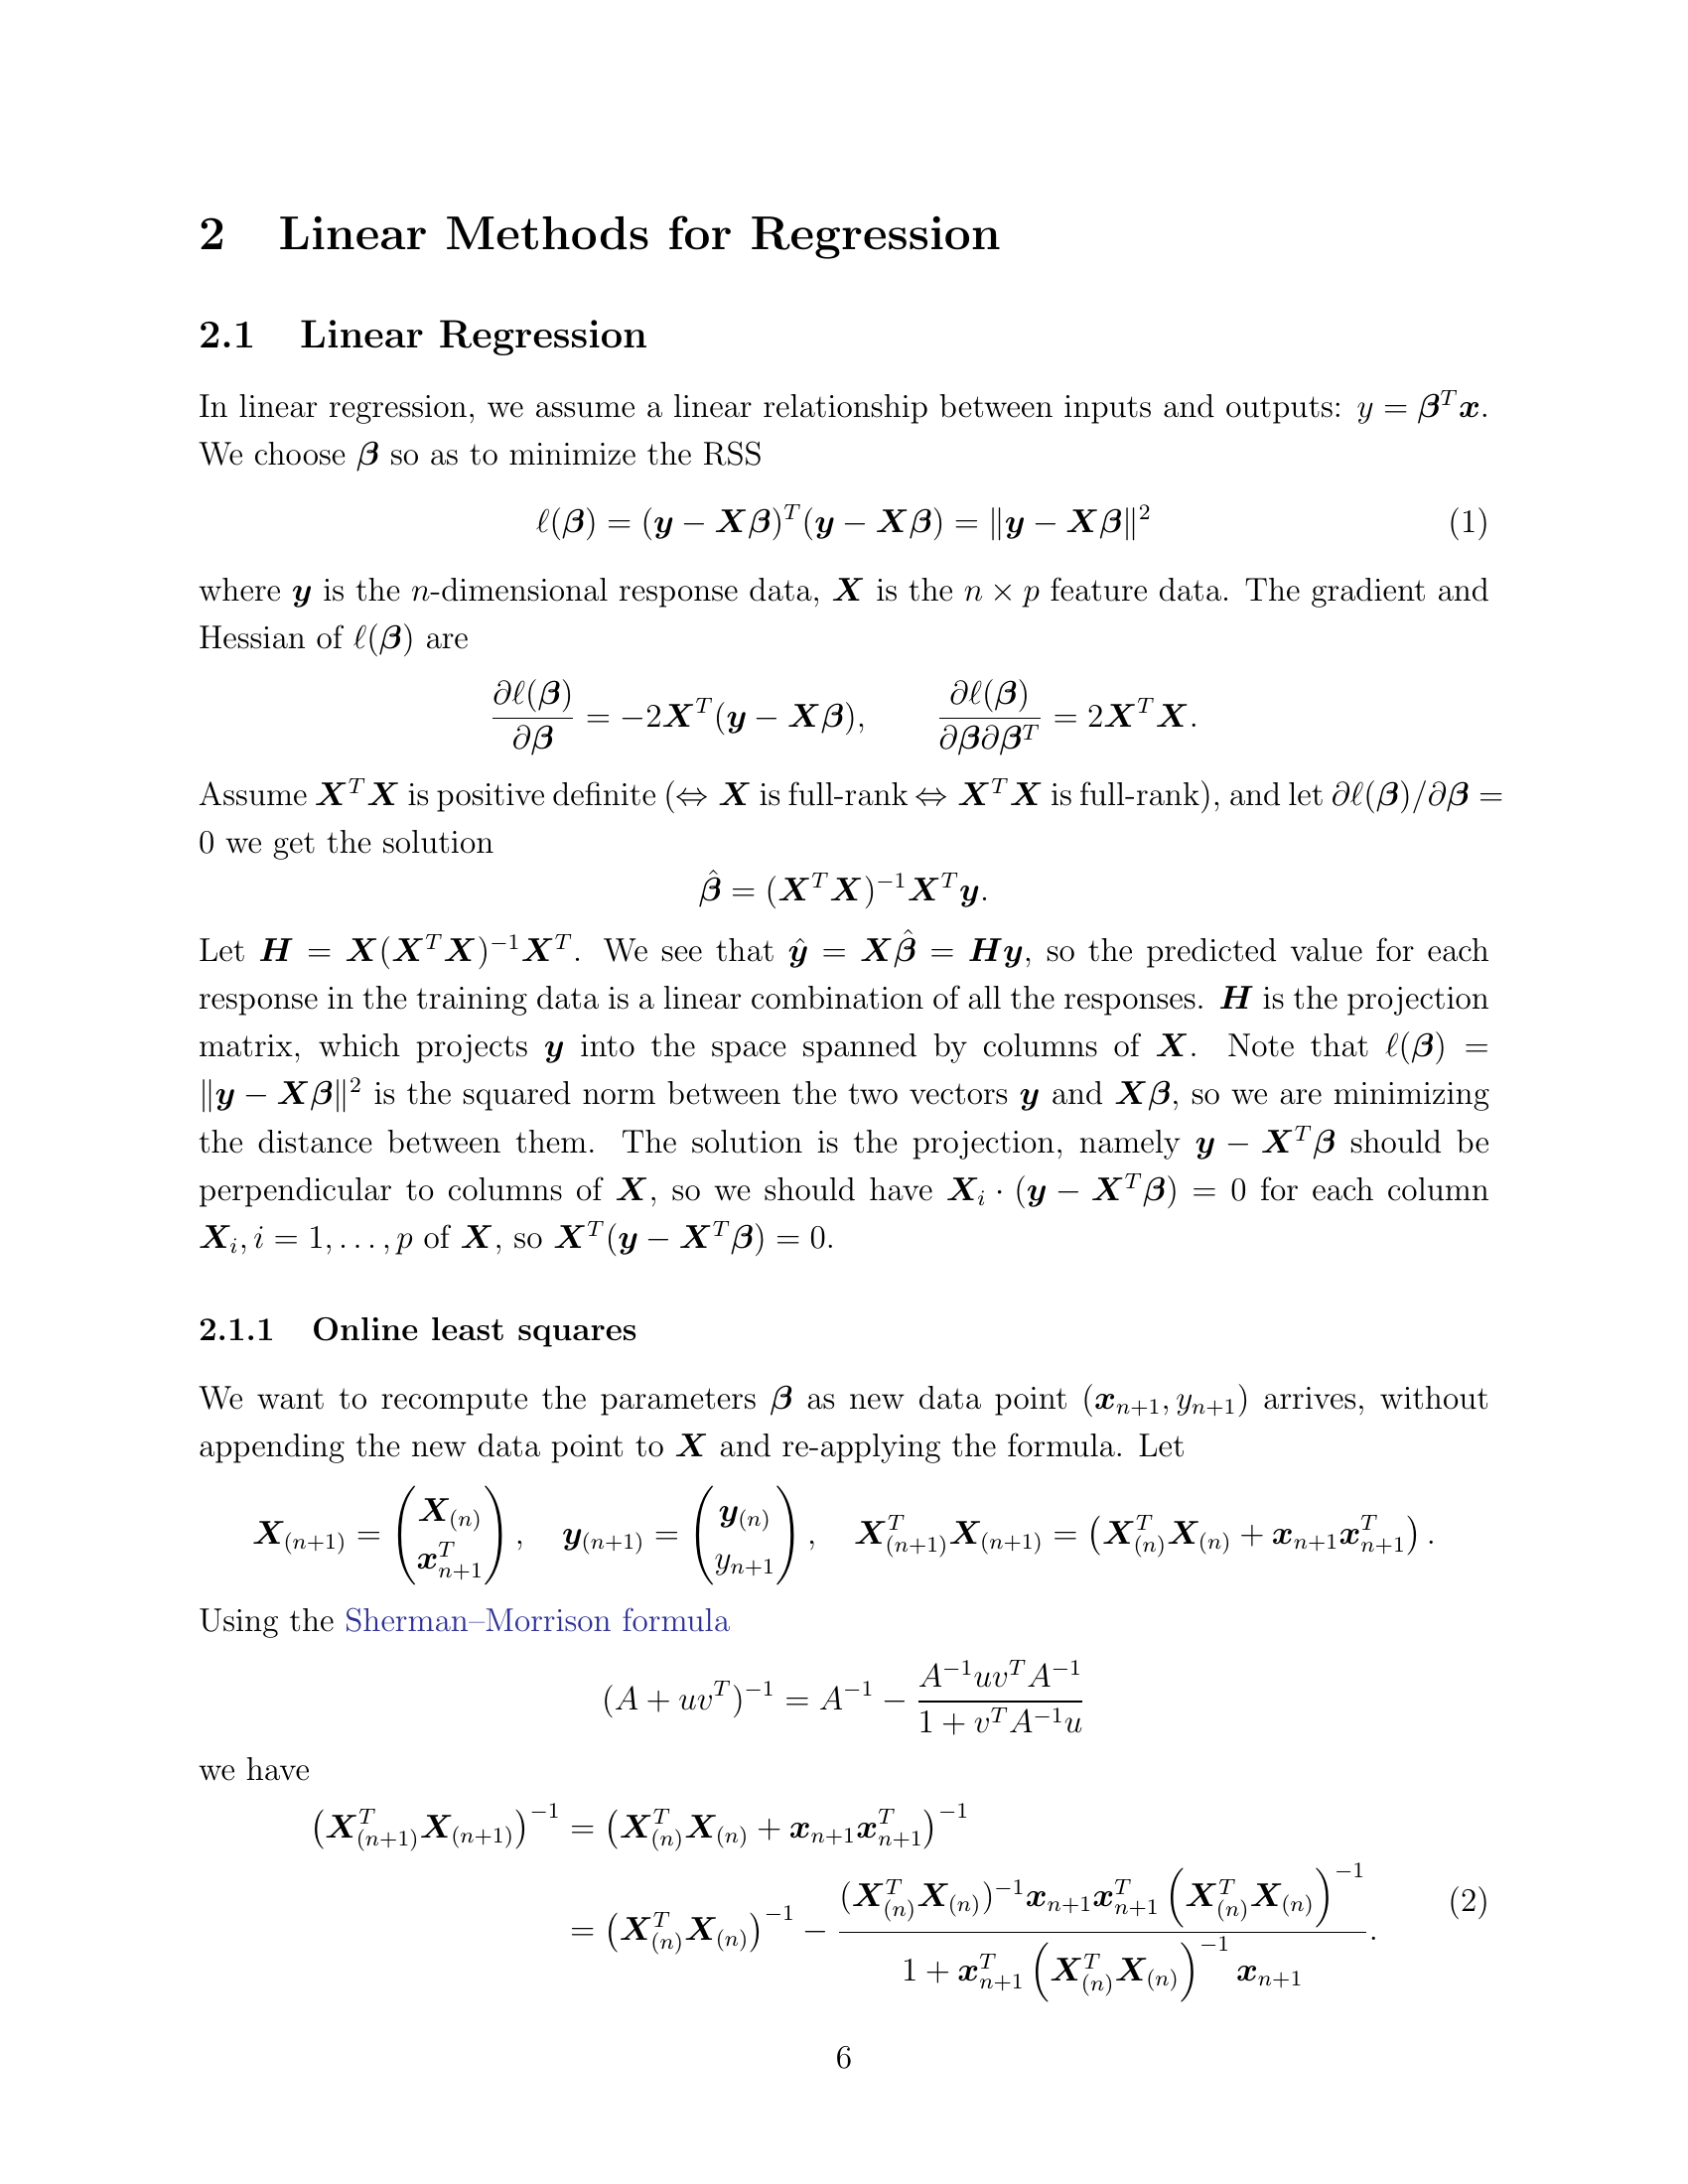 2 Linear Methods for Regression
2.1 Linear Regression
In linear regression, we assume a linear relationship between inputs and outputs: $y = \boldsymbol{\beta}^T \boldsymbol{x}$.
We choose $\boldsymbol{\beta}$ so as to minimize the RSS
$\ell(\boldsymbol{\beta}) = (\boldsymbol{y} - \boldsymbol{X}\boldsymbol{\beta})^T(\boldsymbol{y} - \boldsymbol{X}\boldsymbol{\beta}) = \|\boldsymbol{y} - \boldsymbol{X}\boldsymbol{\beta}\|^2$ (1)
where $\boldsymbol{y}$ is the $n$-dimensional response data, $\boldsymbol{X}$ is the $n \times p$ feature data. The gradient and
Hessian of $\ell(\boldsymbol{\beta})$ are
$\frac{\partial \ell(\boldsymbol{\beta})}{\partial \boldsymbol{\beta}} = -2\boldsymbol{X}^T(\boldsymbol{y} - \boldsymbol{X}\boldsymbol{\beta}), \quad \frac{\partial \ell(\boldsymbol{\beta})}{\partial \boldsymbol{\beta} \partial \boldsymbol{\beta}^T} = 2\boldsymbol{X}^T\boldsymbol{X}.$
Assume $\boldsymbol{X}^T\boldsymbol{X}$ is positive definite ($\Leftrightarrow$ $\boldsymbol{X}$ is full-rank $\Leftrightarrow$ $\boldsymbol{X}^T\boldsymbol{X}$ is full-rank), and let $\partial \ell(\boldsymbol{\beta})/\partial \boldsymbol{\beta} =$
$0$ we get the solution
$\hat{\boldsymbol{\beta}} = (\boldsymbol{X}^T\boldsymbol{X})^{-1}\boldsymbol{X}^T\boldsymbol{y}.$
Let $\boldsymbol{H} = \boldsymbol{X}(\boldsymbol{X}^T\boldsymbol{X})^{-1}\boldsymbol{X}^T$. We see that $\hat{\boldsymbol{y}} = \boldsymbol{X}\hat{\boldsymbol{\beta}} = \boldsymbol{H}\boldsymbol{y}$, so the predicted value for each
response in the training data is a linear combination of all the responses. $\boldsymbol{H}$ is the projection
matrix, which projects $\boldsymbol{y}$ into the space spanned by columns of $\boldsymbol{X}$. Note that $\ell(\boldsymbol{\beta}) =$
$\|\boldsymbol{y} - \boldsymbol{X}\boldsymbol{\beta}\|^2$ is the squared norm between the two vectors $\boldsymbol{y}$ and $\boldsymbol{X}\boldsymbol{\beta}$, so we are minimizing
the distance between them. The solution is the projection, namely $\boldsymbol{y} - \boldsymbol{X}^T\boldsymbol{\beta}$ should be
perpendicular to columns of $\boldsymbol{X}$, so we should have $\boldsymbol{X}_i \cdot (\boldsymbol{y} - \boldsymbol{X}^T\boldsymbol{\beta}) = 0$ for each column
$\boldsymbol{X}_i, i = 1, \ldots, p$ of $\boldsymbol{X}$, so $\boldsymbol{X}^T(\boldsymbol{y} - \boldsymbol{X}^T\boldsymbol{\beta}) = 0$.
2.1.1 Online least squares
We want to recompute the parameters $\boldsymbol{\beta}$ as new data point $(\boldsymbol{x}_{n+1}, y_{n+1})$ arrives, without
appending the new data point to $\boldsymbol{X}$ and re-applying the formula. Let
$\boldsymbol{X}_{(n+1)} = \begin{pmatrix} \boldsymbol{X}_{(n)} \\ \boldsymbol{x}_{n+1}^T \end{pmatrix}, \quad \boldsymbol{y}_{(n+1)} = \begin{pmatrix} \boldsymbol{y}_{(n)} \\ y_{n+1} \end{pmatrix}, \quad \boldsymbol{X}_{(n+1)}^T\boldsymbol{X}_{(n+1)} = \left(\boldsymbol{X}_{(n)}^T\boldsymbol{X}_{(n)} + \boldsymbol{x}_{n+1}\boldsymbol{x}_{n+1}^T\right).$
Using the Sherman–Morrison formula
$(A + uv^T)^{-1} = A^{-1} - \frac{A^{-1}uv^TA^{-1}}{1 + v^TA^{-1}u}$
we have
$\left(\boldsymbol{X}_{(n+1)}^T\boldsymbol{X}_{(n+1)}\right)^{-1} = \left(\boldsymbol{X}_{(n)}^T\boldsymbol{X}_{(n)} + \boldsymbol{x}_{n+1}\boldsymbol{x}_{n+1}^T\right)^{-1}$
$= \left(\boldsymbol{X}_{(n)}^T\boldsymbol{X}_{(n)}\right)^{-1} - \frac{(\boldsymbol{X}_{(n)}^T\boldsymbol{X}_{(n)})^{-1}\boldsymbol{x}_{n+1}\boldsymbol{x}_{n+1}^T\left(\boldsymbol{X}_{(n)}^T\boldsymbol{X}_{(n)}\right)^{-1}}{1 + \boldsymbol{x}_{n+1}^T\left(\boldsymbol{X}_{(n)}^T\boldsymbol{X}_{(n)}\right)^{-1}\boldsymbol{x}_{n+1}}.$ (2)
6